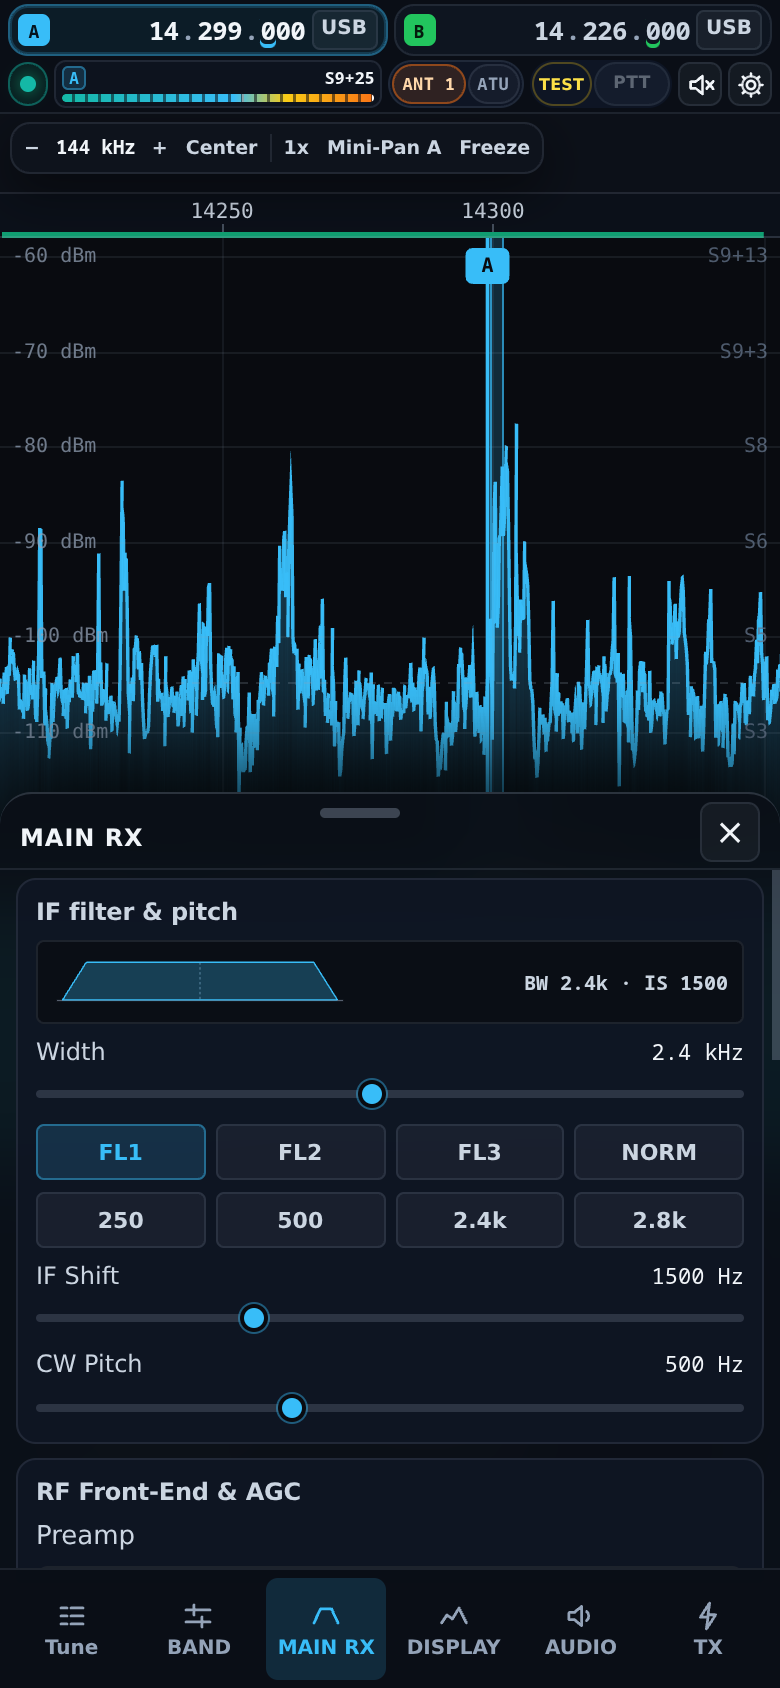 A 14.299.000 USB B 14.226.000 USB
A S9+25 ANT 1 ATU TEST PTT
− 144 kHz + Center 1x Mini-Pan A Freeze
14250 14300
-60 dBm A S9+13
-70 dBm S9+3
-80 dBm S8
-90 dBm S6
-100 dBm S5
-110 dBm S3
MAIN RX
IF filter & pitch
BW 2.4k · IS 1500
Width 2.4 kHz
FL1 FL2 FL3 NORM
250 500 2.4k 2.8k
IF Shift 1500 Hz
CW Pitch 500 Hz
RF Front-End & AGC
Preamp
Tune BAND MAIN RX DISPLAY AUDIO TX